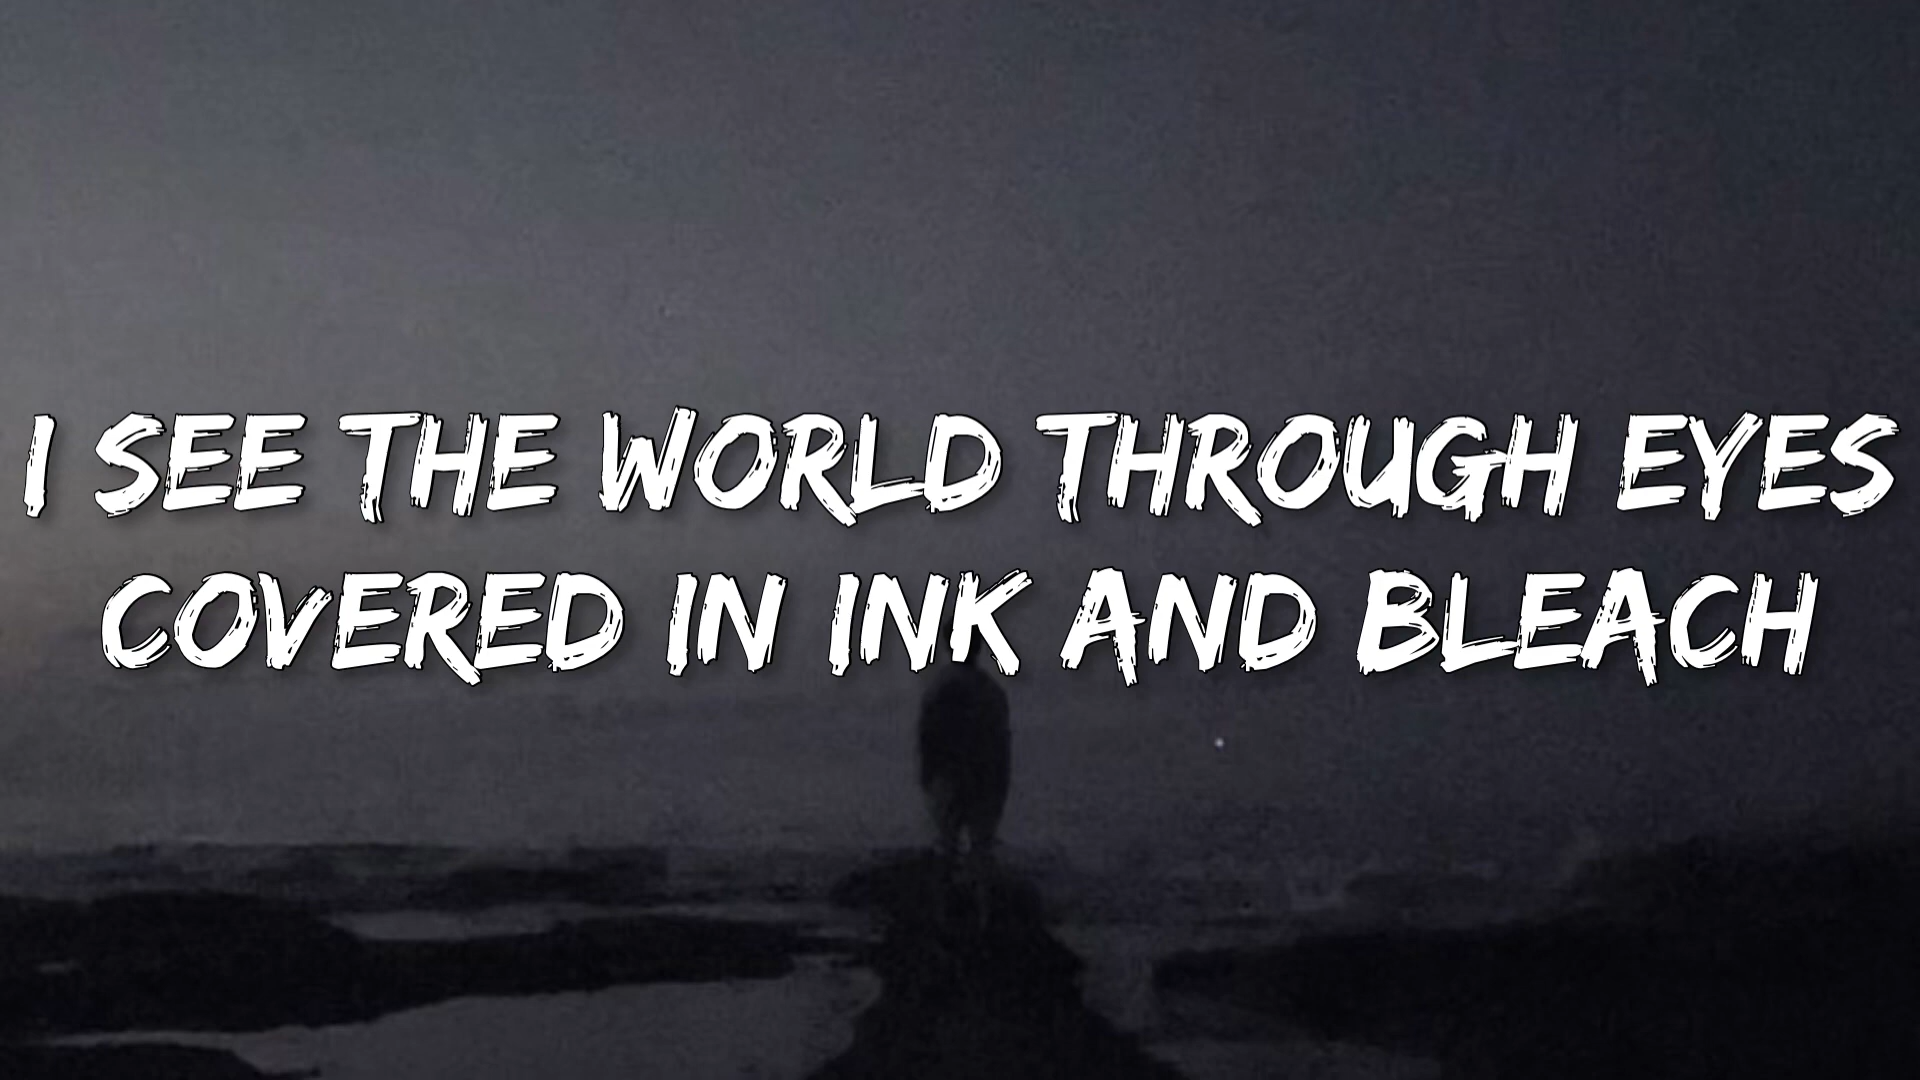 I SEE THE WORLD THROUGH EYES
COVERED IN INK AND BLEACH